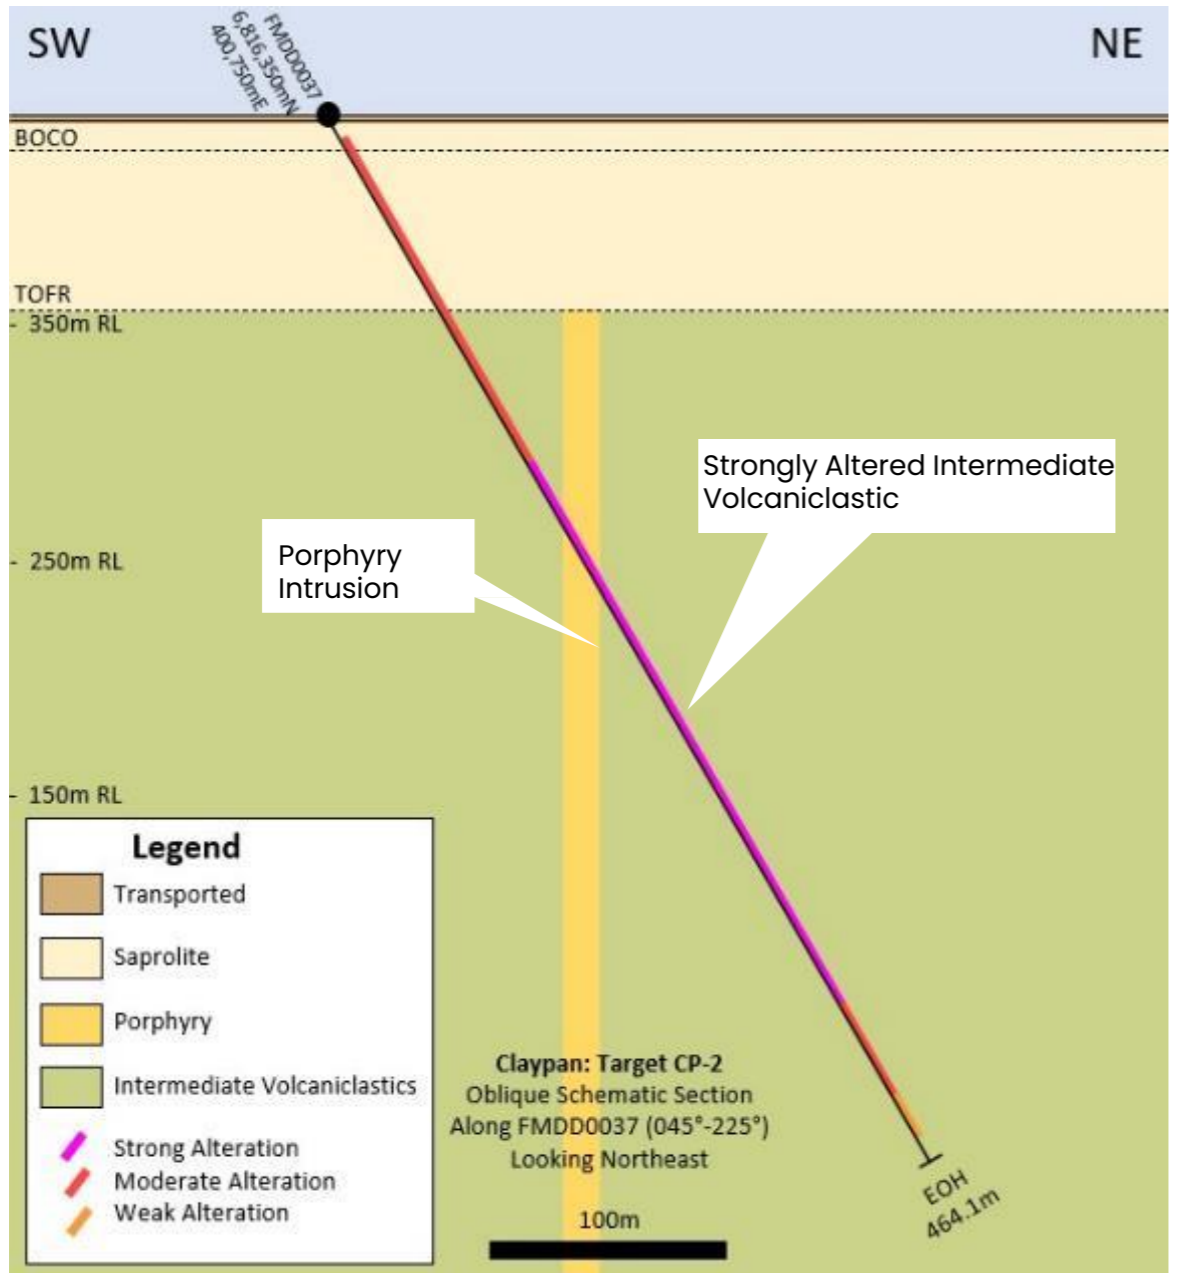 SW
NE
FMDD0037
6,816,350mN
400,750mE
BOCO
TOFR
350m RL
Strongly Altered Intermediate
Volcaniclastic
Porphyry
Intrusion
250m RL
150m RL
Legend
Transported
Saprolite
Porphyry
Intermediate Volcaniclastics
Strong Alteration
Moderate Alteration
Weak Alteration
Claypan: Target CP-2
Oblique Schematic Section
Along FMDD0037 (045°-225°)
Looking Northeast
100m
EOH
464.1m